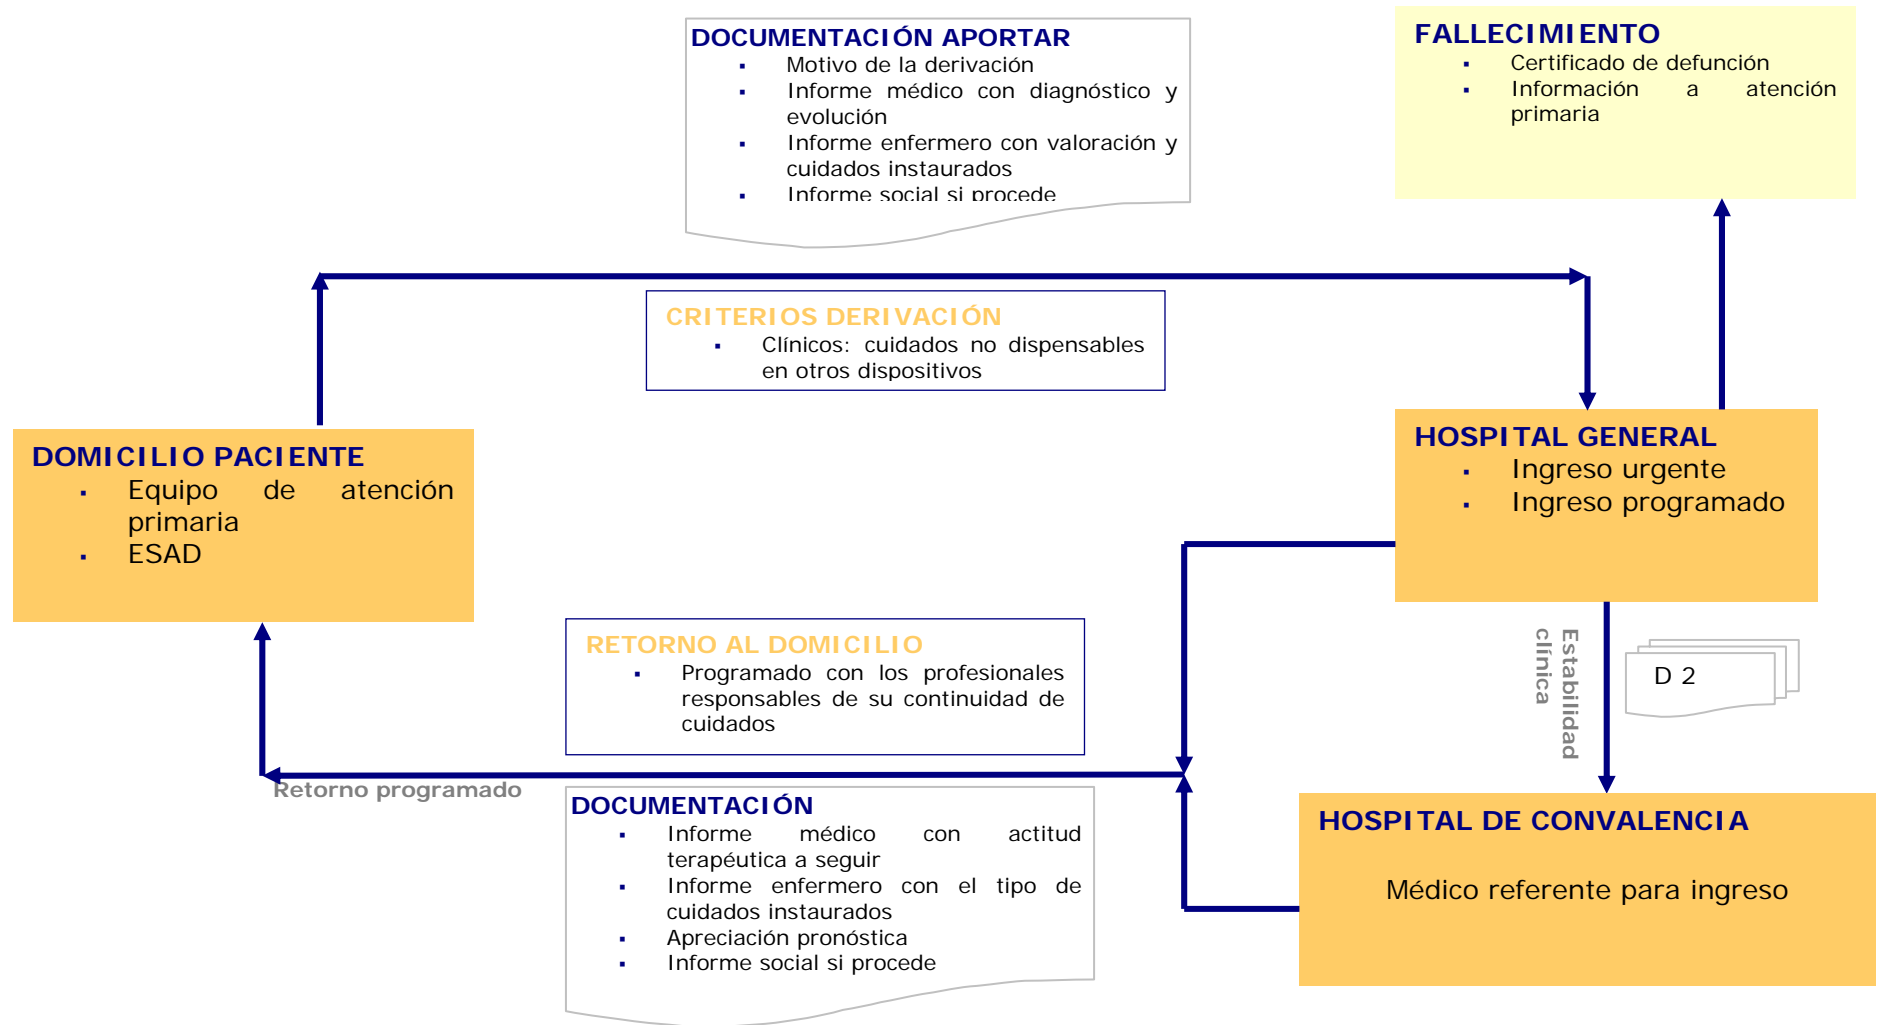 DOCUMENTACIÓN APORTAR
▪ Motivo de la derivación
▪ Informe médico con diagnóstico y
evolución
▪ Informe enfermero con valoración y
cuidados instaurados
▪ Informe social si procede
FALLECIMIENTO
▪ Certificado de defunción
▪ Información a atención
primaria
CRITERIOS DERIVACIÓN
▪ Clínicos: cuidados no dispensables
en otros dispositivos
DOMICILIO PACIENTE
▪ Equipo de atención
primaria
▪ ESAD
HOSPITAL GENERAL
▪ Ingreso urgente
▪ Ingreso programado
RETORNO AL DOMICILIO
▪ Programado con los profesionales
responsables de su continuidad de
cuidados
Estabilidad
clínica
D 2
Retorno programado
DOCUMENTACIÓN
▪ Informe médico con actitud
terapéutica a seguir
▪ Informe enfermero con el tipo de
cuidados instaurados
▪ Apreciación pronóstica
▪ Informe social si procede
HOSPITAL DE CONVALENCIA
Médico referente para ingreso